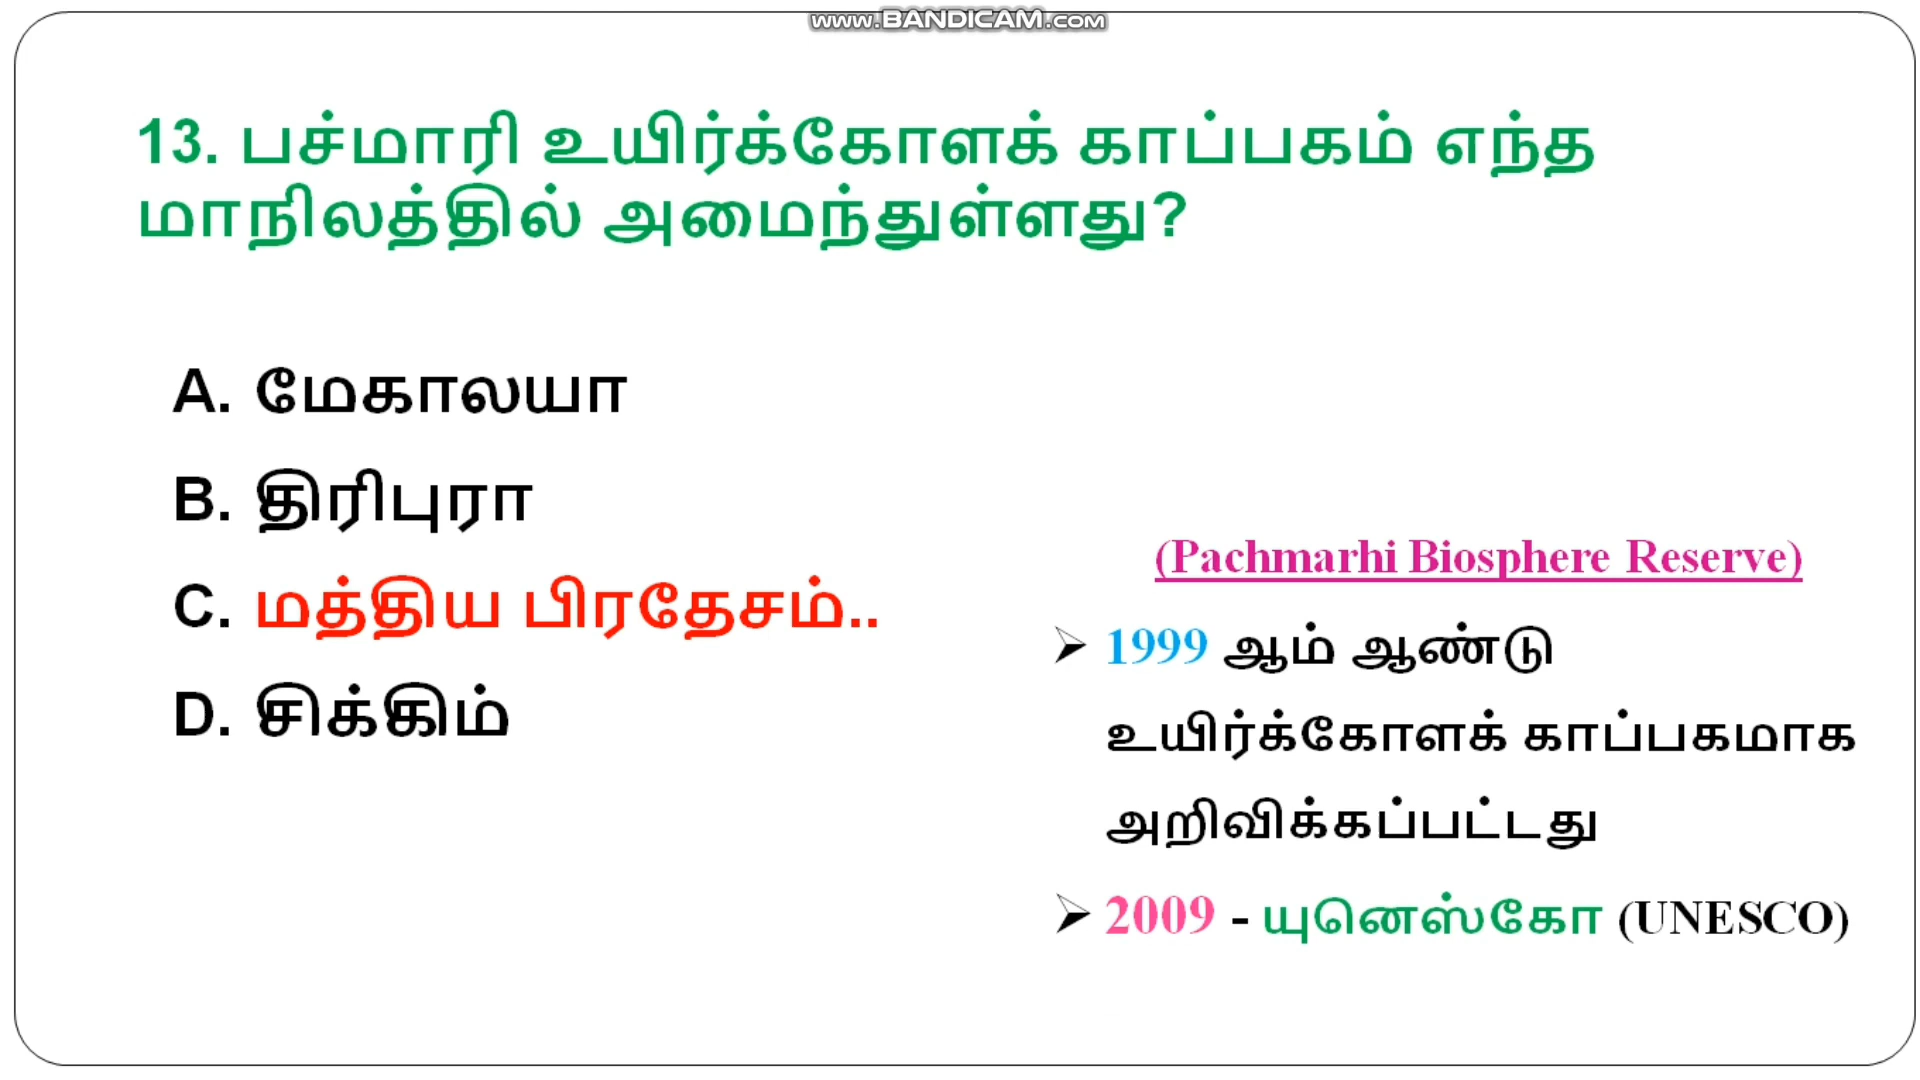 www.BANDICAM.com
13. பச்மாரி உயிர்க்கோளக் காப்பகம் எந்த
மாநிலத்தில் அமைந்துள்ளது?
A. மேகாலயா
B. திரிபுரா
C. மத்திய பிரதேசம்..
D. சிக்கிம்
(Pachmarhi Biosphere Reserve)
➢ 1999 ஆம் ஆண்டு
உயிர்க்கோளக் காப்பகமாக
அறிவிக்கப்பட்டது
➢ 2009 - யுனெஸ்கோ (UNESCO)